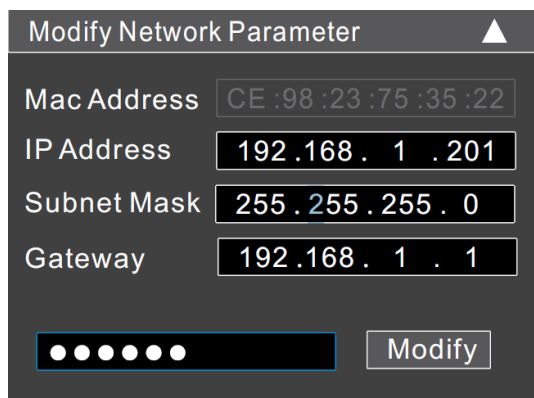 Modify Network Parameter ▲
Mac Address CE :98 :23 :75 :35 :22
IP Address 192 .168 . 1 .201
Subnet Mask 255 . 255 . 255 . 0
Gateway 192 .168 . 1 . 1
●●●●●● Modify